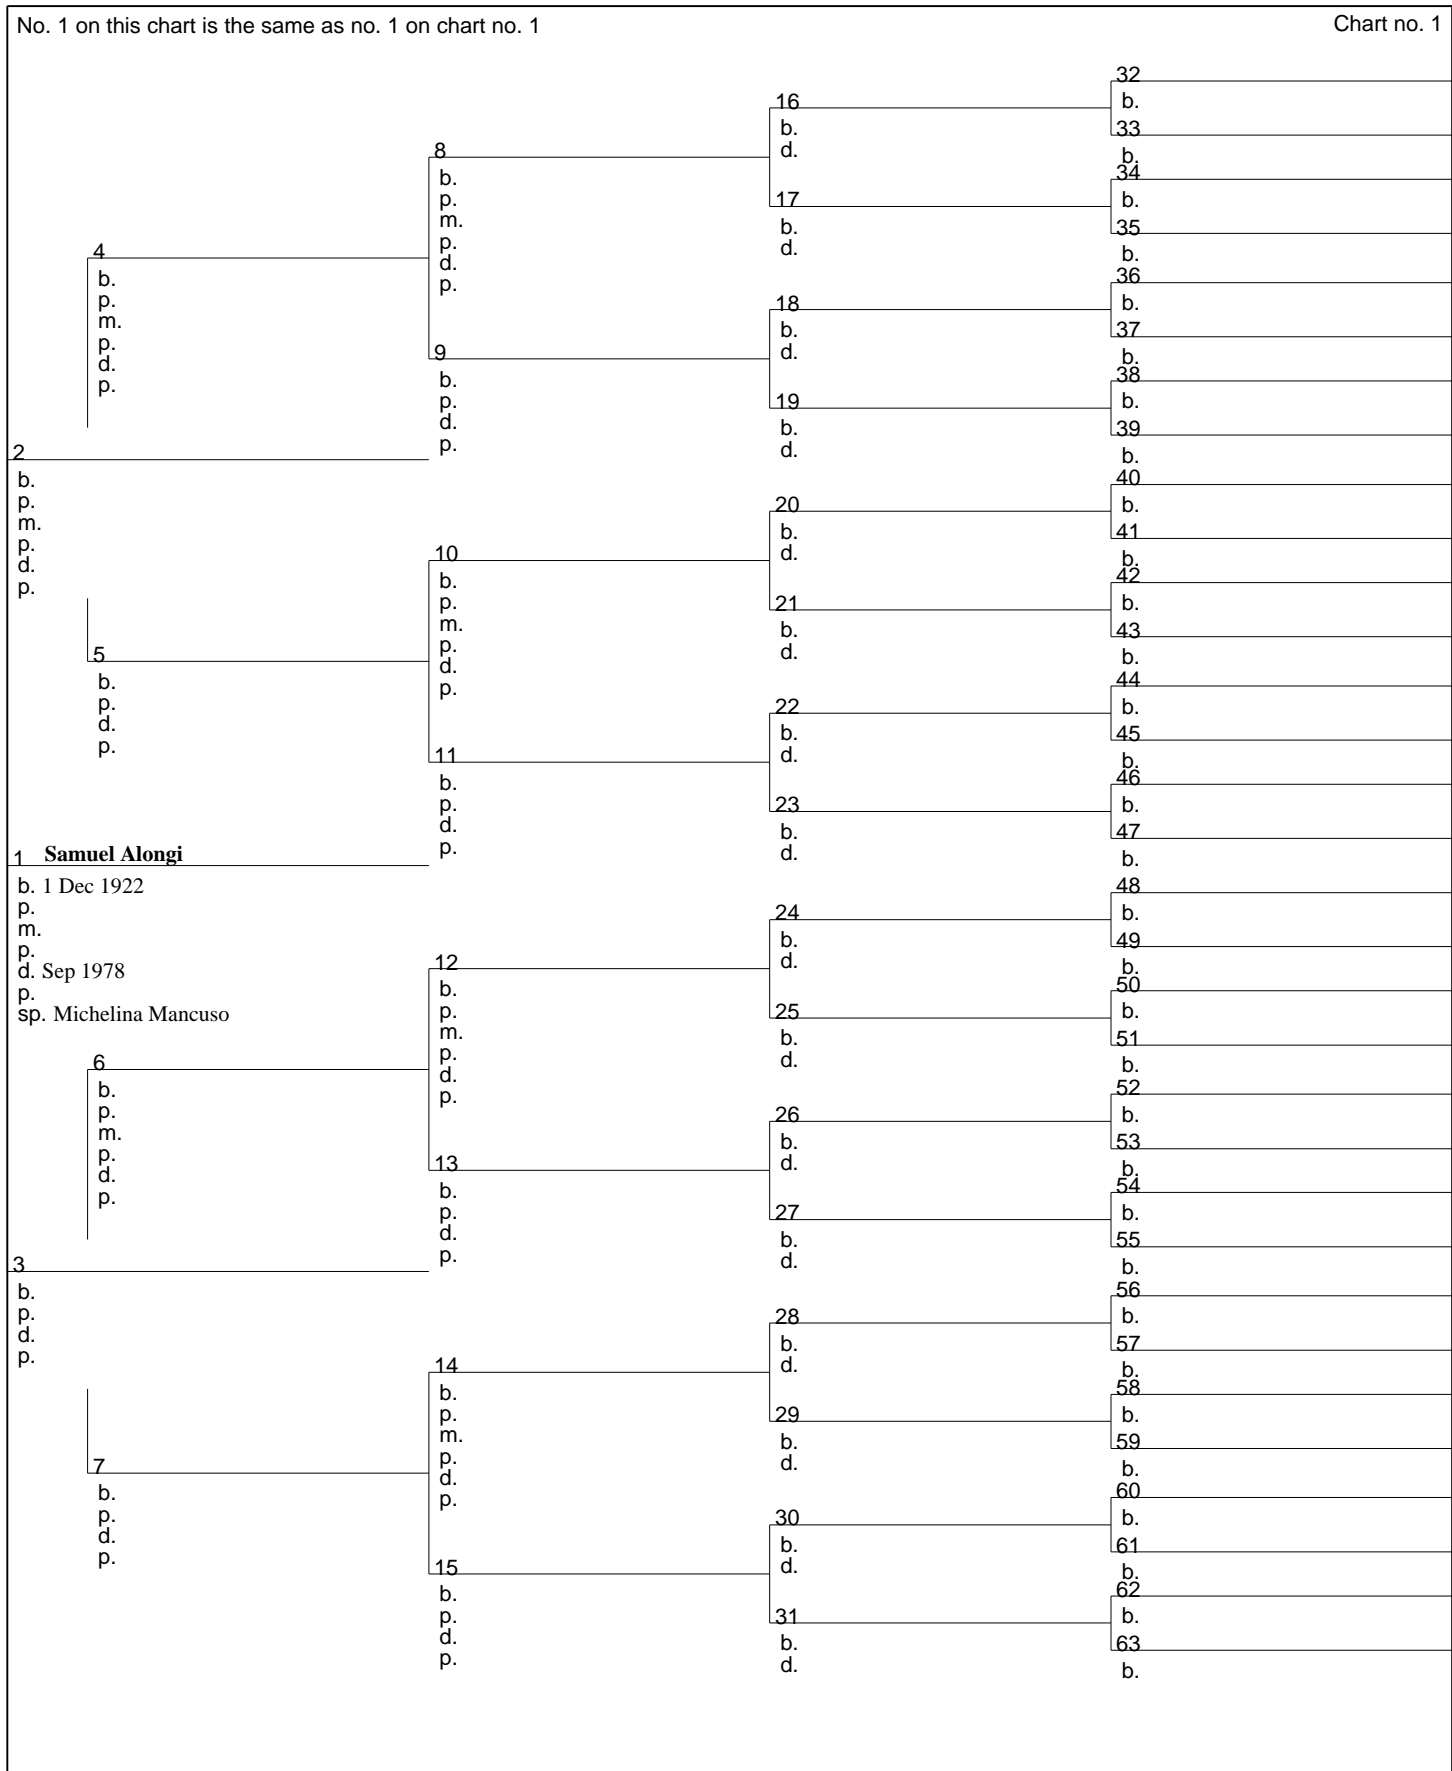 No. 1 on this chart is the same as no. 1 on chart no. 1
Chart no. 1
2
b.
p.
m.
p.
d.
p.
1 Samuel Alongi
b. 1 Dec 1922
p.
m.
p.
d. Sep 1978
p.
sp. Michelina Mancuso
3
b.
p.
d.
p.
4
b.
p.
m.
p.
d.
p.
5
b.
p.
d.
p.
6
b.
p.
m.
p.
d.
p.
7
b.
p.
d.
p.
8
b.
p.
m.
p.
d.
p.
9
b.
p.
d.
p.
10
b.
p.
m.
p.
d.
p.
11
b.
p.
d.
p.
12
b.
p.
m.
p.
d.
p.
13
b.
p.
d.
p.
14
b.
p.
m.
p.
d.
p.
15
b.
p.
d.
p.
16
b.
d.
17
b.
d.
18
b.
d.
19
b.
d.
20
b.
d.
21
b.
d.
22
b.
d.
23
b.
d.
24
b.
d.
25
b.
d.
26
b.
d.
27
b.
d.
28
b.
d.
29
b.
d.
30
b.
d.
31
b.
d.
32
b.
33
b.
34
b.
35
b.
36
b.
37
b.
38
b.
39
b.
40
b.
41
b.
42
b.
43
b.
44
b.
45
b.
46
b.
47
b.
48
b.
49
b.
50
b.
51
b.
52
b.
53
b.
54
b.
55
b.
56
b.
57
b.
58
b.
59
b.
60
b.
61
b.
62
b.
63
b.